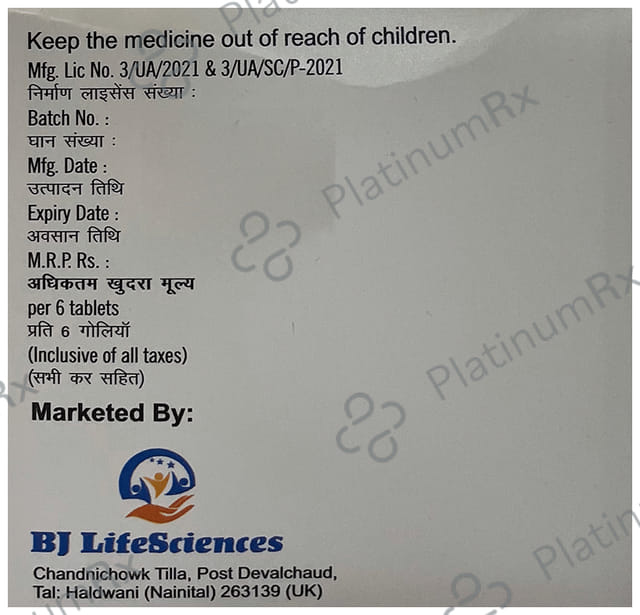 Keep the medicine out of reach of children.
Mfg. Lic No. 3/UA/2021 & 3/UA/SC/P-2021
निर्माण लाइसेंस संख्या :
Batch No. :
घान संख्या :
Mfg. Date :
उत्पादन तिथि
Expiry Date :
अवसान तिथि
M.R.P. Rs. :
अधिकतम खुदरा मूल्य
per 6 tablets
प्रति 6 गोलियाँ
(Inclusive of all taxes)
(सभी कर सहित)
Marketed By:
BJ LifeSciences
Chandnichowk Tilla, Post Devalchaud,
Tal: Haldwani (Nainital) 263139 (UK)
PlatinumRx
PlatinumRx
PlatinumRx